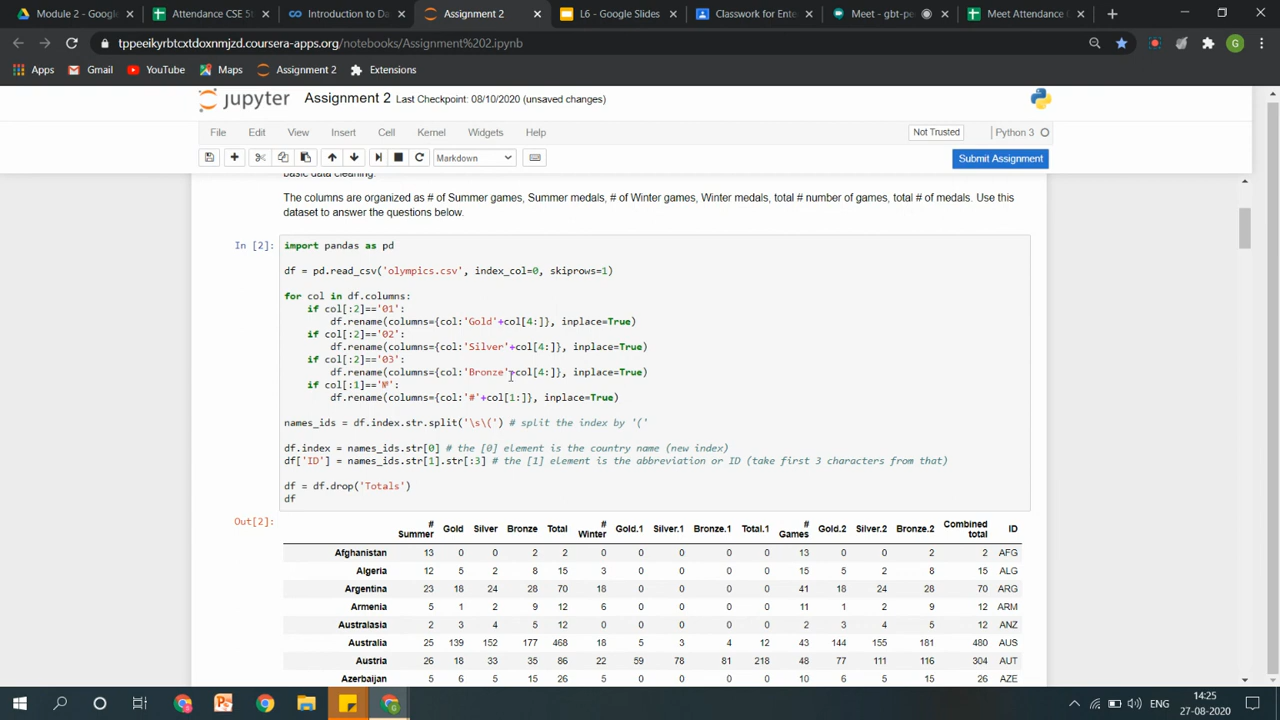 Module 2 -
Attendance CSE 5t
Introduction to Da
Assignment 2
L6 - Google Slides
Classwork for Ente
Meet - gbt-pe
Meet Attendance
tppeeikyrbtcxtdoxnmjzd.coursera-apps.org/notebooks/Assignment%202.ipynb
G
Apps
Gmail
YouTube
Maps
Assignment 2
Extensions
jupyter
Assignment 2 Last Checkpoint: 08/10/2020 (unsaved changes)
File Edit View Insert Cell Kernel Widgets Help
Not Trusted
Python 3
Markdown
Submit Assignment
basic data cleaning.
The columns are organized as # of Summer games, Summer medals, # of Winter games, Winter medals, total # number of games, total # of medals. Use this
dataset to answer the questions below.
In [2]:
import pandas as pd
df = pd.read_csv('olympics.csv', index_col=0, skiprows=1)
for col in df.columns:
if col[:2]=='01':
df.rename(columns={col:'Gold'+col[4:]}, inplace=True)
if col[:2]=='02':
df.rename(columns={col:'Silver'+col[4:]}, inplace=True)
if col[:2]=='03':
df.rename(columns={col:'Bronze'+col[4:]}, inplace=True)
if col[:1]=='№':
df.rename(columns={col:'#'+col[1:]}, inplace=True)
names_ids = df.index.str.split('\s\(') # split the index by '('
df.index = names_ids.str[0] # the [0] element is the country name (new index)
df['ID'] = names_ids.str[1].str[:3] # the [1] element is the abbreviation or ID (take first 3 characters from that)
df = df.drop('Totals')
df
Out[2]:
# Summer Gold Silver Bronze Total # Winter Gold.1 Silver.1 Bronze.1 Total.1 # Games Gold.2 Silver.2 Bronze.2 Combined total ID
Afghanistan 13 0 0 2 2 0 0 0 0 0 13 0 0 2 2 AFG
Algeria 12 5 2 8 15 3 0 0 0 0 15 5 2 8 15 ALG
Argentina 23 18 24 28 70 18 0 0 0 0 41 18 24 28 70 ARG
Armenia 5 1 2 9 12 6 0 0 0 0 11 1 2 9 12 ARM
Australasia 2 3 4 5 12 0 0 0 0 0 2 3 4 5 12 ANZ
Australia 25 139 152 177 468 18 5 3 4 12 43 144 155 181 480 AUS
Austria 26 18 33 35 86 22 59 78 81 218 48 77 111 116 304 AUT
Azerbaijan 5 6 5 15 26 5 0 0 0 0 10 6 5 15 26 AZE
ENG
14:25
27-08-2020